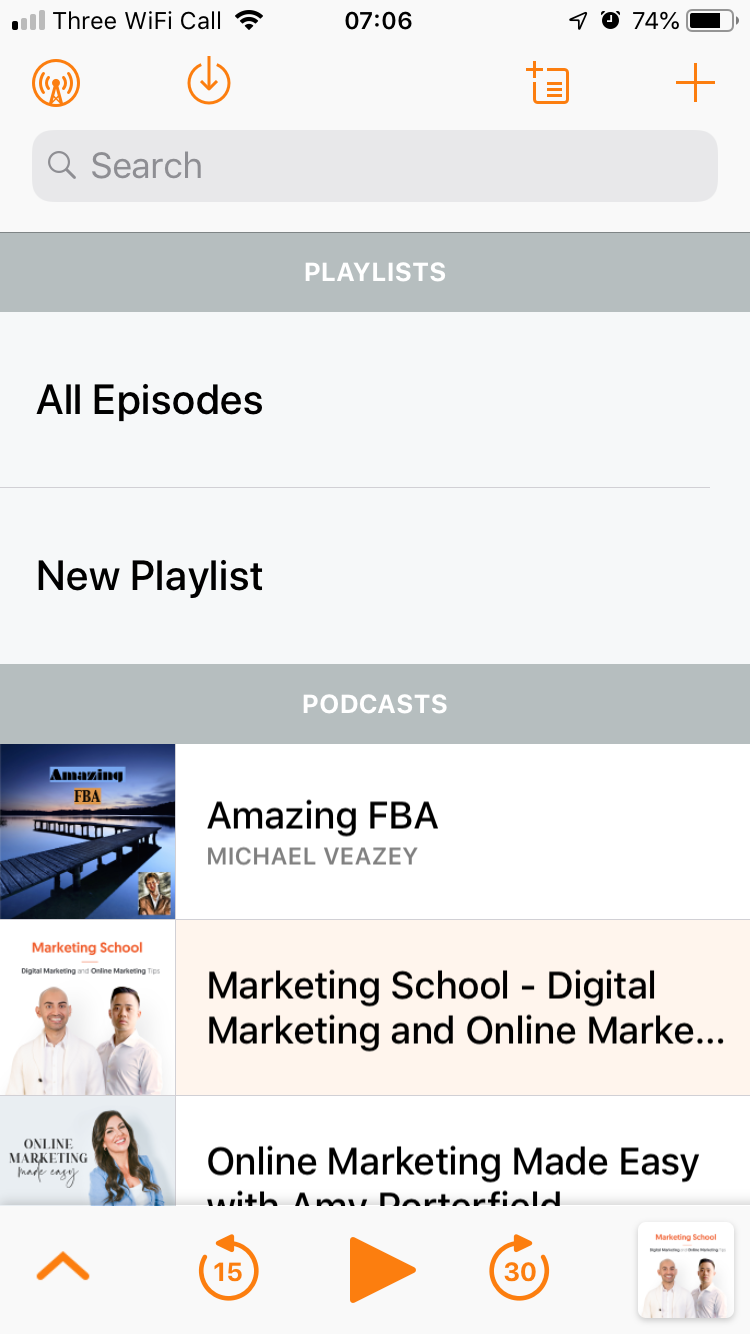 Three WiFi Call 07:06 74%
Search
PLAYLISTS
All Episodes
New Playlist
PODCASTS
Amazing
FBA
Amazing FBA
MICHAEL VEAZEY
Marketing School
Digital Marketing and Online Marketing Tips
Marketing School - Digital
Marketing and Online Marke...
ONLINE
MARKETING
made easy
Online Marketing Made Easy
with Amy Porterfield
15
30
Marketing School
Digital Marketing and Online Marketing Tips